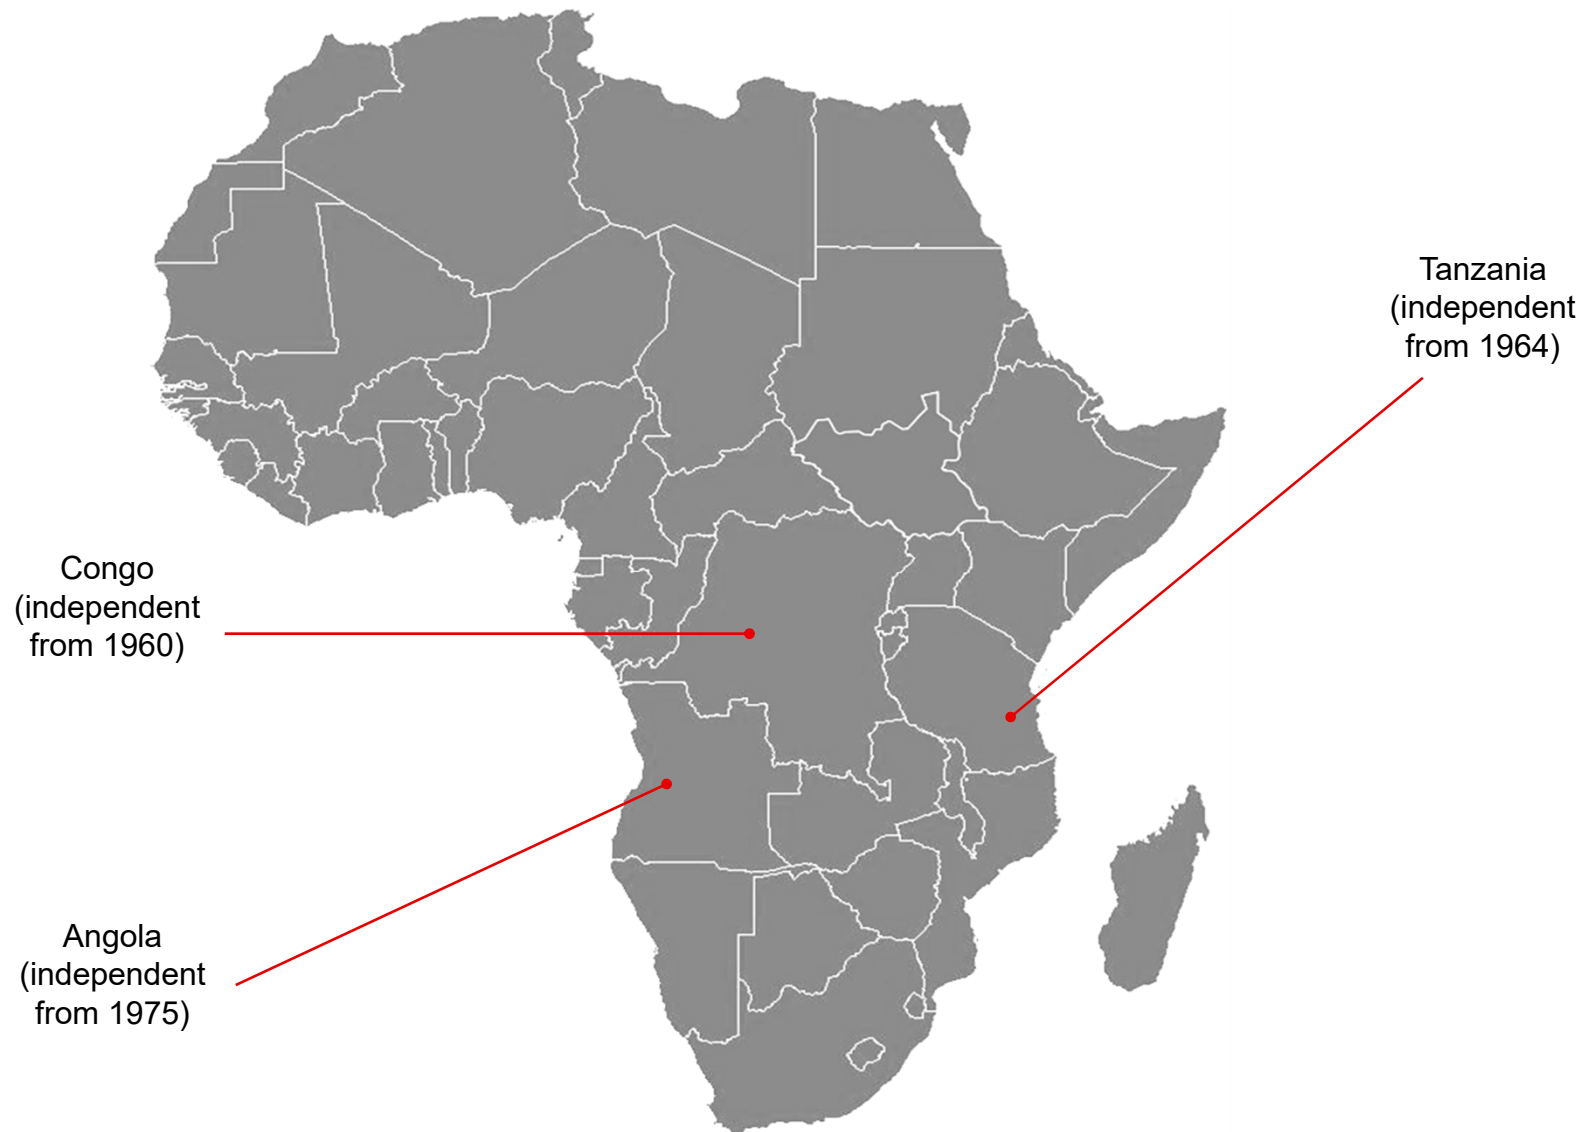 Tanzania
(independent
from 1964)
Congo
(independent
from 1960)
Angola
(independent
from 1975)